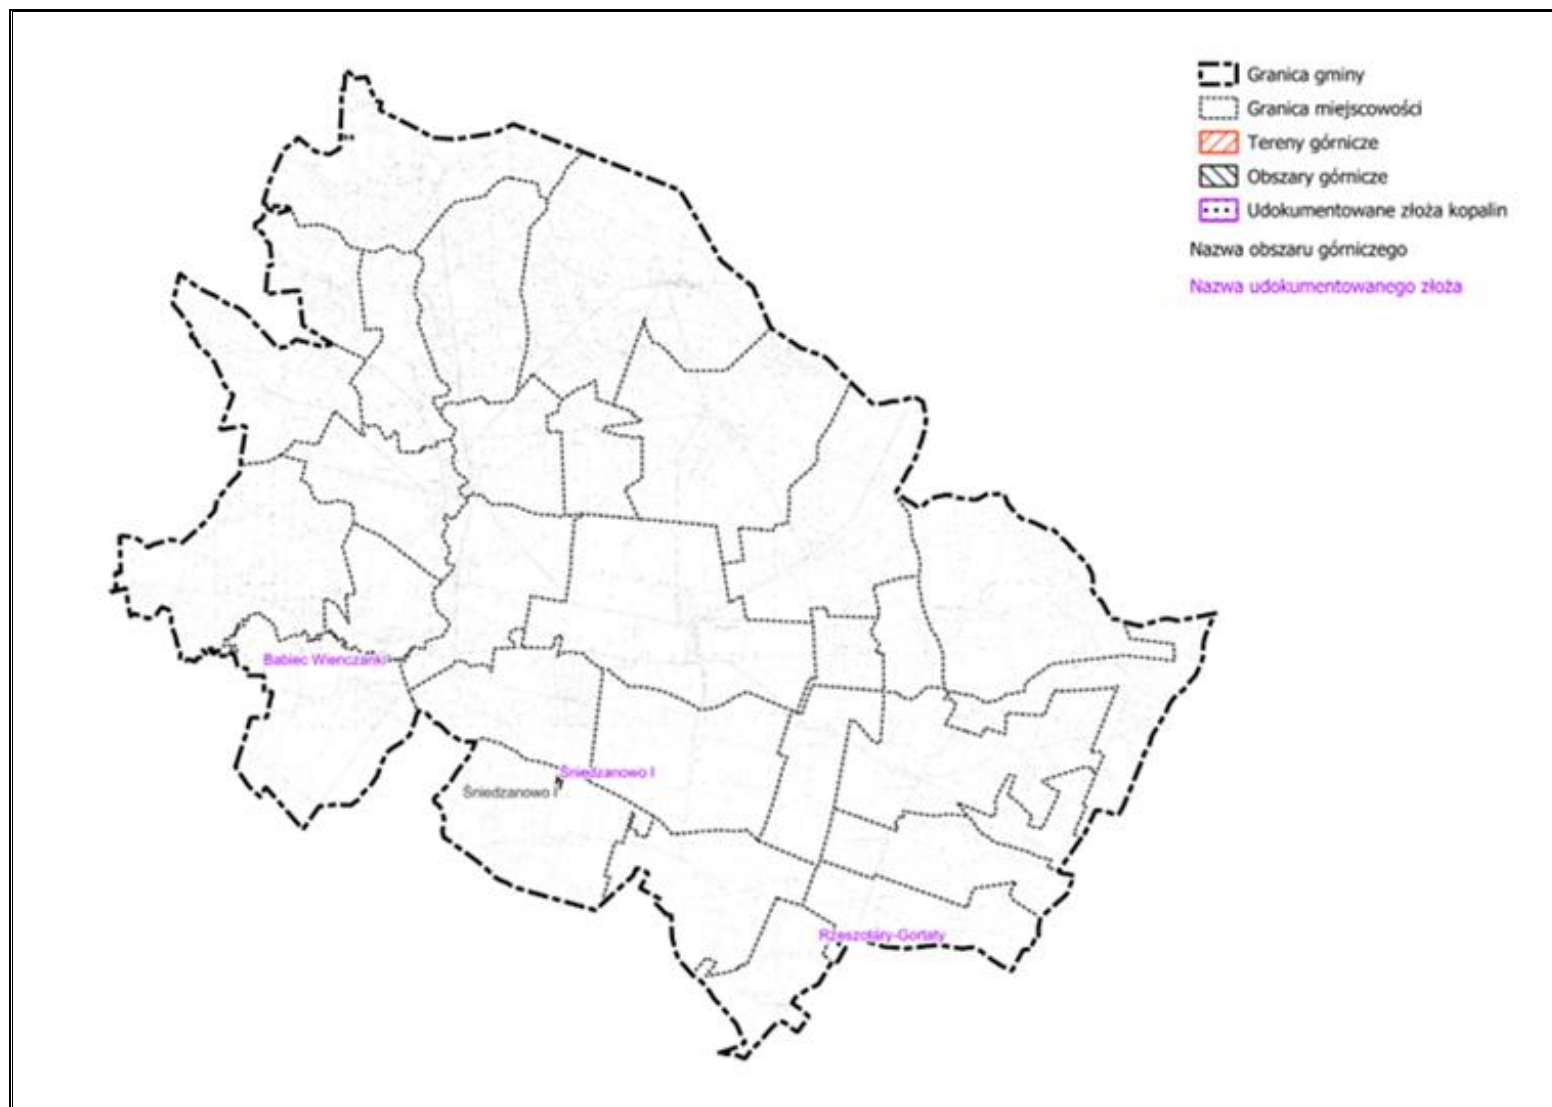 Granica gminy
Granica miejscowości
Tereny górnicze
Obszary górnicze
Udokumentowane złoża kopalin
Nazwa obszaru górniczego
Nazwa udokumentowanego złoża
Babiec Wienczanki
Śniedzanowo I
Śniedzanowo I
Rzeszotary-Gortaty